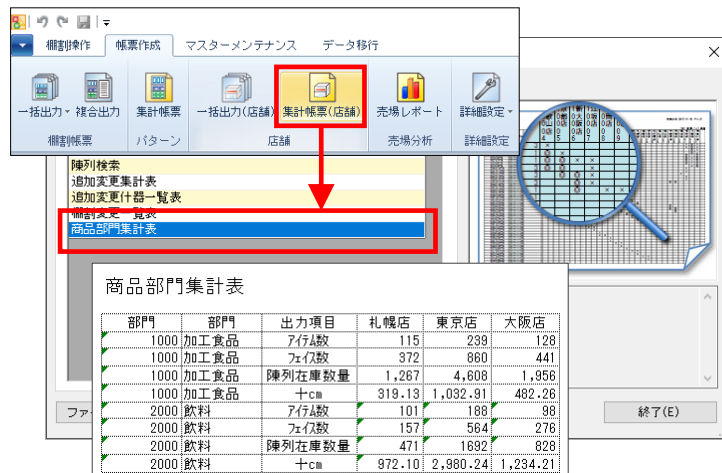 棚割操作 帳票作成 マスターメンテナンス データ移行
一括出力 複合出力 集計帳票 一括出力(店舗) 集計帳票(店舗) 売場レポート 詳細設定
棚割帳票 パターン 店舗 売場分析 詳細設定
陳列検索
追加変更集計表
追加変更什器一覧表
棚割変更一覧表
商品部門集計表
商品部門集計表
部門 部門 出力項目 札幌店 東京店 大阪店
1000 加工食品 アイテム数 115 239 128
1000 加工食品 フェイス数 372 860 441
1000 加工食品 陳列在庫数量 1,267 4,608 1,956
1000 加工食品 十cm 319.13 1,032.91 482.26
2000 飲料 アイテム数 101 188 98
2000 飲料 フェイス数 157 564 276
2000 飲料 陳列在庫数量 471 1692 828
2000 飲料 十cm 972.10 2,980.24 1,234.21
ファ
終了(E)